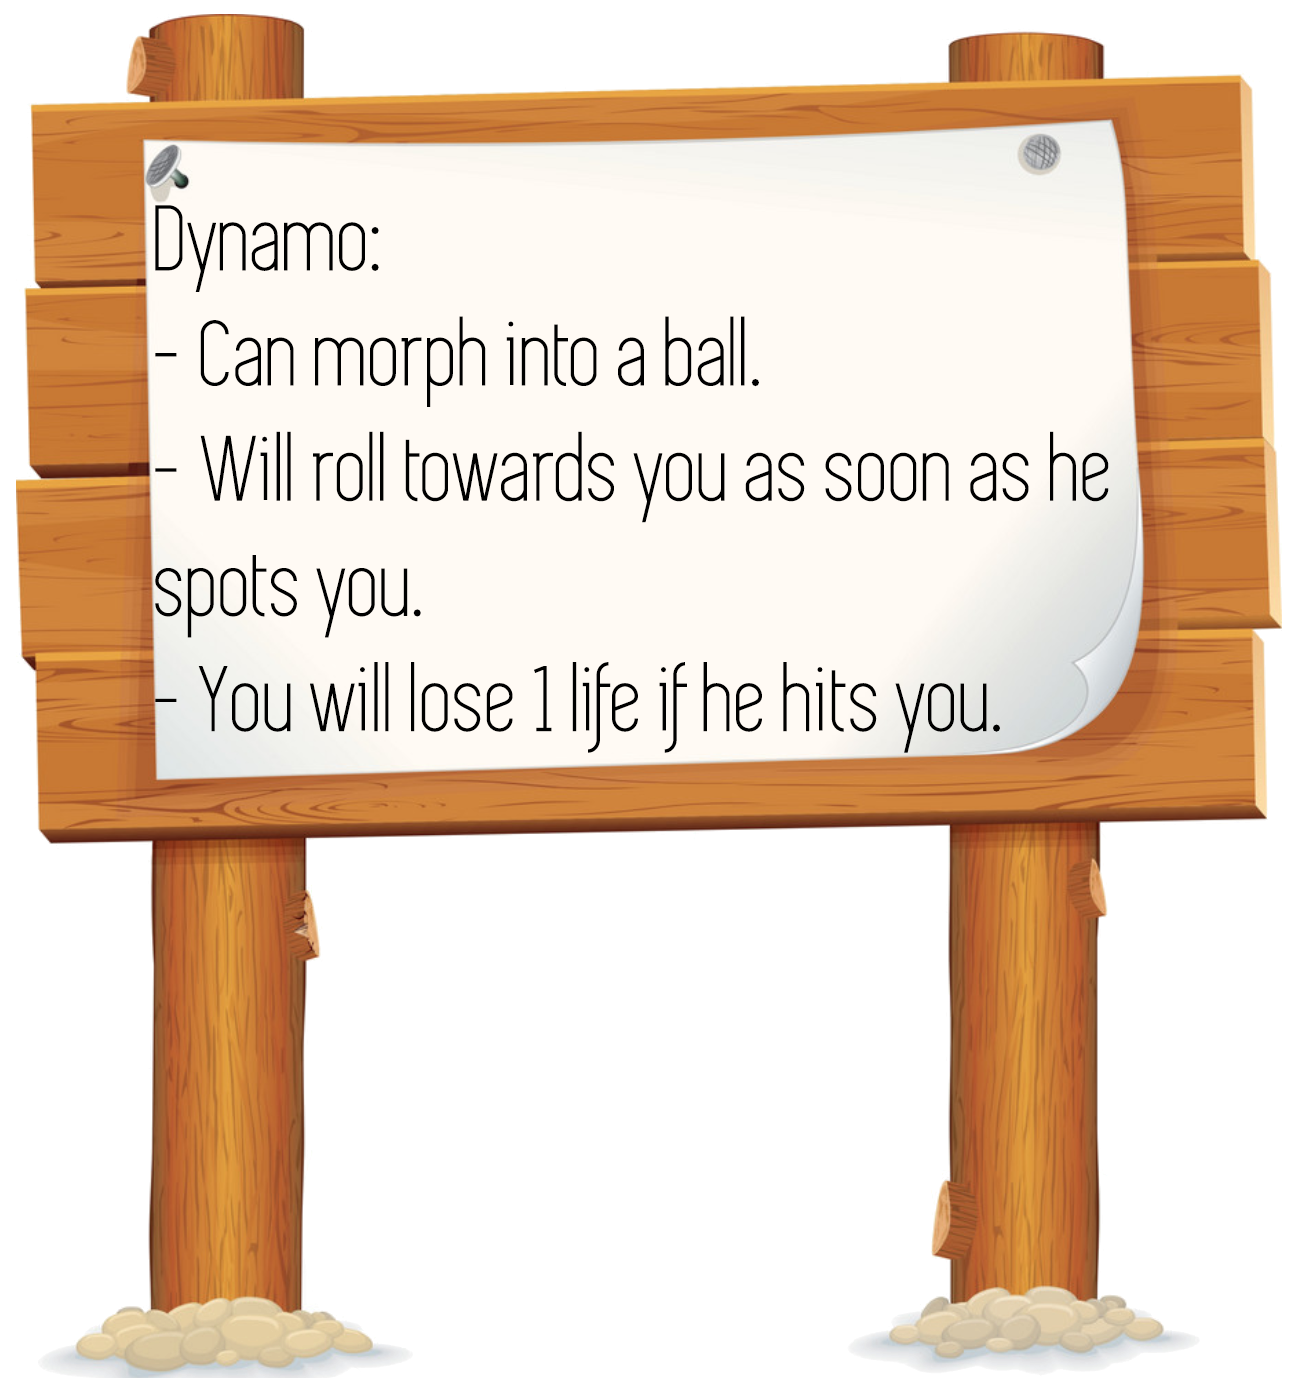 Dynamo:
- Can morph into a ball.
- Will roll towards you as soon as he
spots you.
- You will lose 1 life if he hits you.